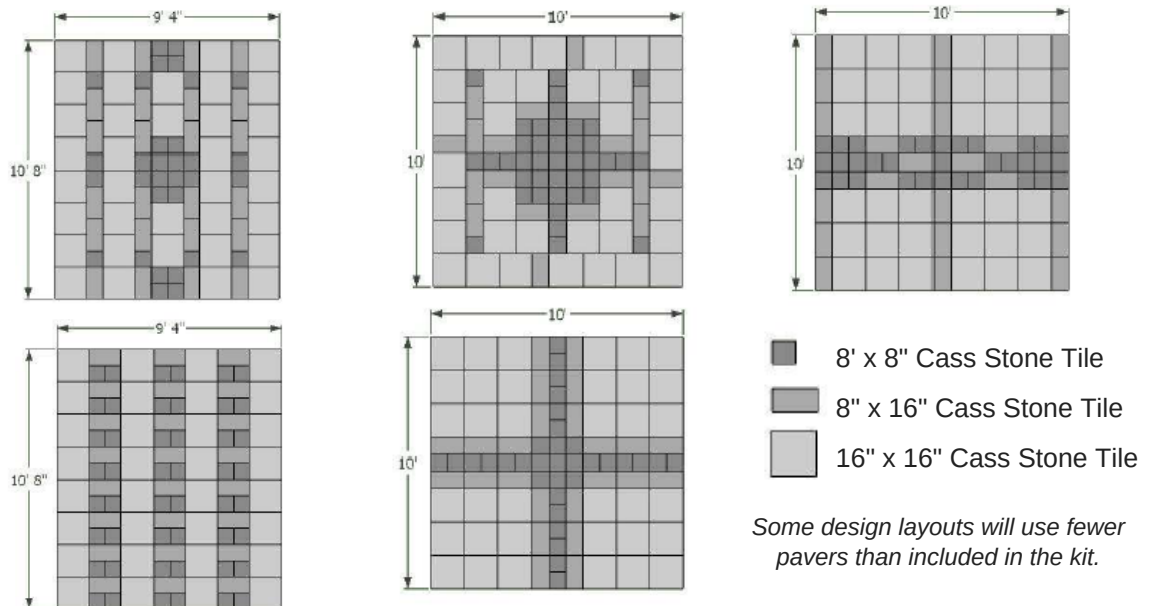 9' 4"
10' 8"
10'
10'
10'
10'
9' 4"
10' 8"
10'
10'
8' x 8" Cass Stone Tile
8" x 16" Cass Stone Tile
16" x 16" Cass Stone Tile
Some design layouts will use fewer
pavers than included in the kit.